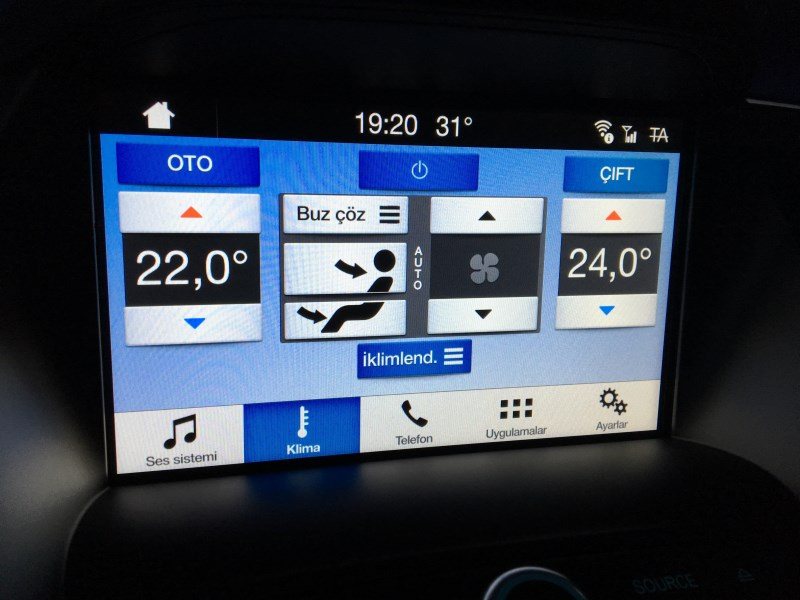 19:20 31°
TA
OTO
ÇİFT
Buz çöz
AUTO
22,0°
24,0°
İklimlend.
Ses sistemi
Klima
Telefon
Uygulamalar
Ayarlar
SOURCE